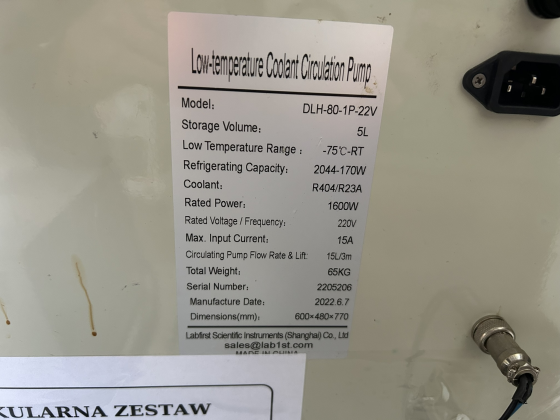 Low-temperature Coolant Circulation Pump
Model: DLH-80-1P-22V
Storage Volume: 5L
Low Temperature Range : -75℃-RT
Refrigerating Capacity: 2044-170W
Coolant: R404/R23A
Rated Power: 1600W
Rated Voltage / Frequency: 220V
Max. Input Current: 15A
Circulating Pump Flow Rate & Lift: 15L/3m
Total Weight: 65KG
Serial Number: 2205206
Manufacture Date: 2022.6.7
Dimensions(mm): 600×480×770
Labfirst Scientific Instruments (Shanghai) Co., Ltd
sales@lab1st.com
MADE IN CHINA
KULARNA ZESTAW